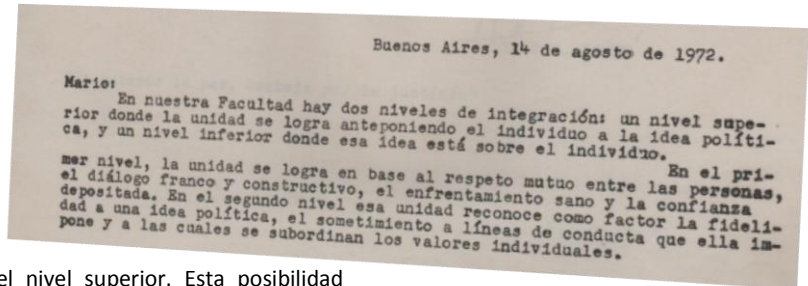 Buenos Aires, 14 de agosto de 1972.
Mario:
En nuestra Facultad hay dos niveles de integración: un nivel supe-
rior donde la unidad se logra anteponiendo el individuo a la idea políti-
ca, y un nivel inferior donde esa idea está sobre el individuo.
En el pri-
mer nivel, la unidad se logra en base al respeto mutuo entre las personas,
el diálogo franco y constructivo, el enfrentamiento sano y la confianza
depositada. En el segundo nivel esa unidad reconoce como factor la fideli-
dad a una idea política, el sometimiento a líneas de conducta que ella im-
pone y a las cuales se subordinan los valores individuales.
el nivel superior. Esta posibilidad